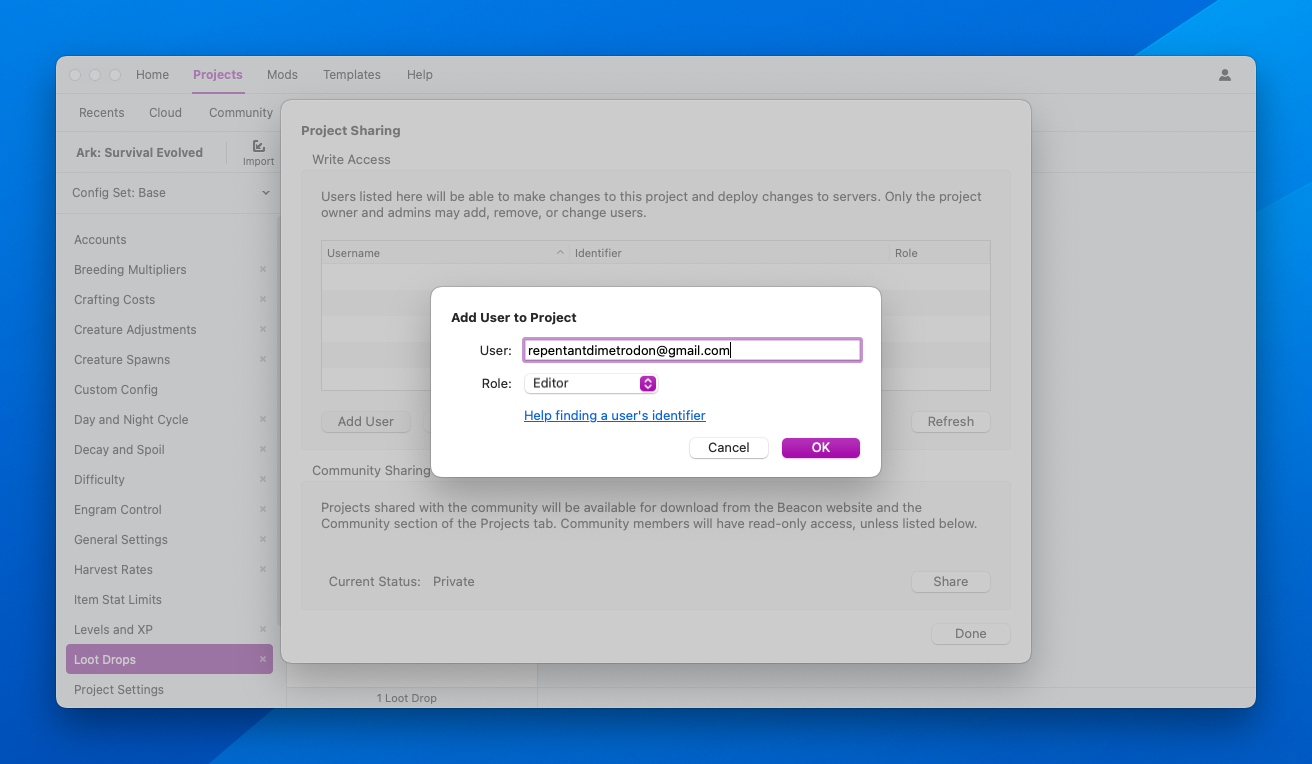 Home Projects Mods Templates Help
Recents Cloud Community
Ark: Survival Evolved
Import
Config Set: Base
Accounts
Breeding Multipliers
Crafting Costs
Creature Adjustments
Creature Spawns
Custom Config
Day and Night Cycle
Decay and Spoil
Difficulty
Engram Control
General Settings
Harvest Rates
Item Stat Limits
Levels and XP
Loot Drops
Project Settings
1 Loot Drop
Project Sharing
Write Access
Users listed here will be able to make changes to this project and deploy changes to servers. Only the project
owner and admins may add, remove, or change users.
Username Identifier Role
Add User
Refresh
Add User to Project
User: repentantdimetrodon@gmail.com
Role: Editor
Help finding a user's identifier
Cancel OK
Community Sharing
Projects shared with the community will be available for download from the Beacon website and the
Community section of the Projects tab. Community members will have read-only access, unless listed below.
Current Status: Private
Share
Done